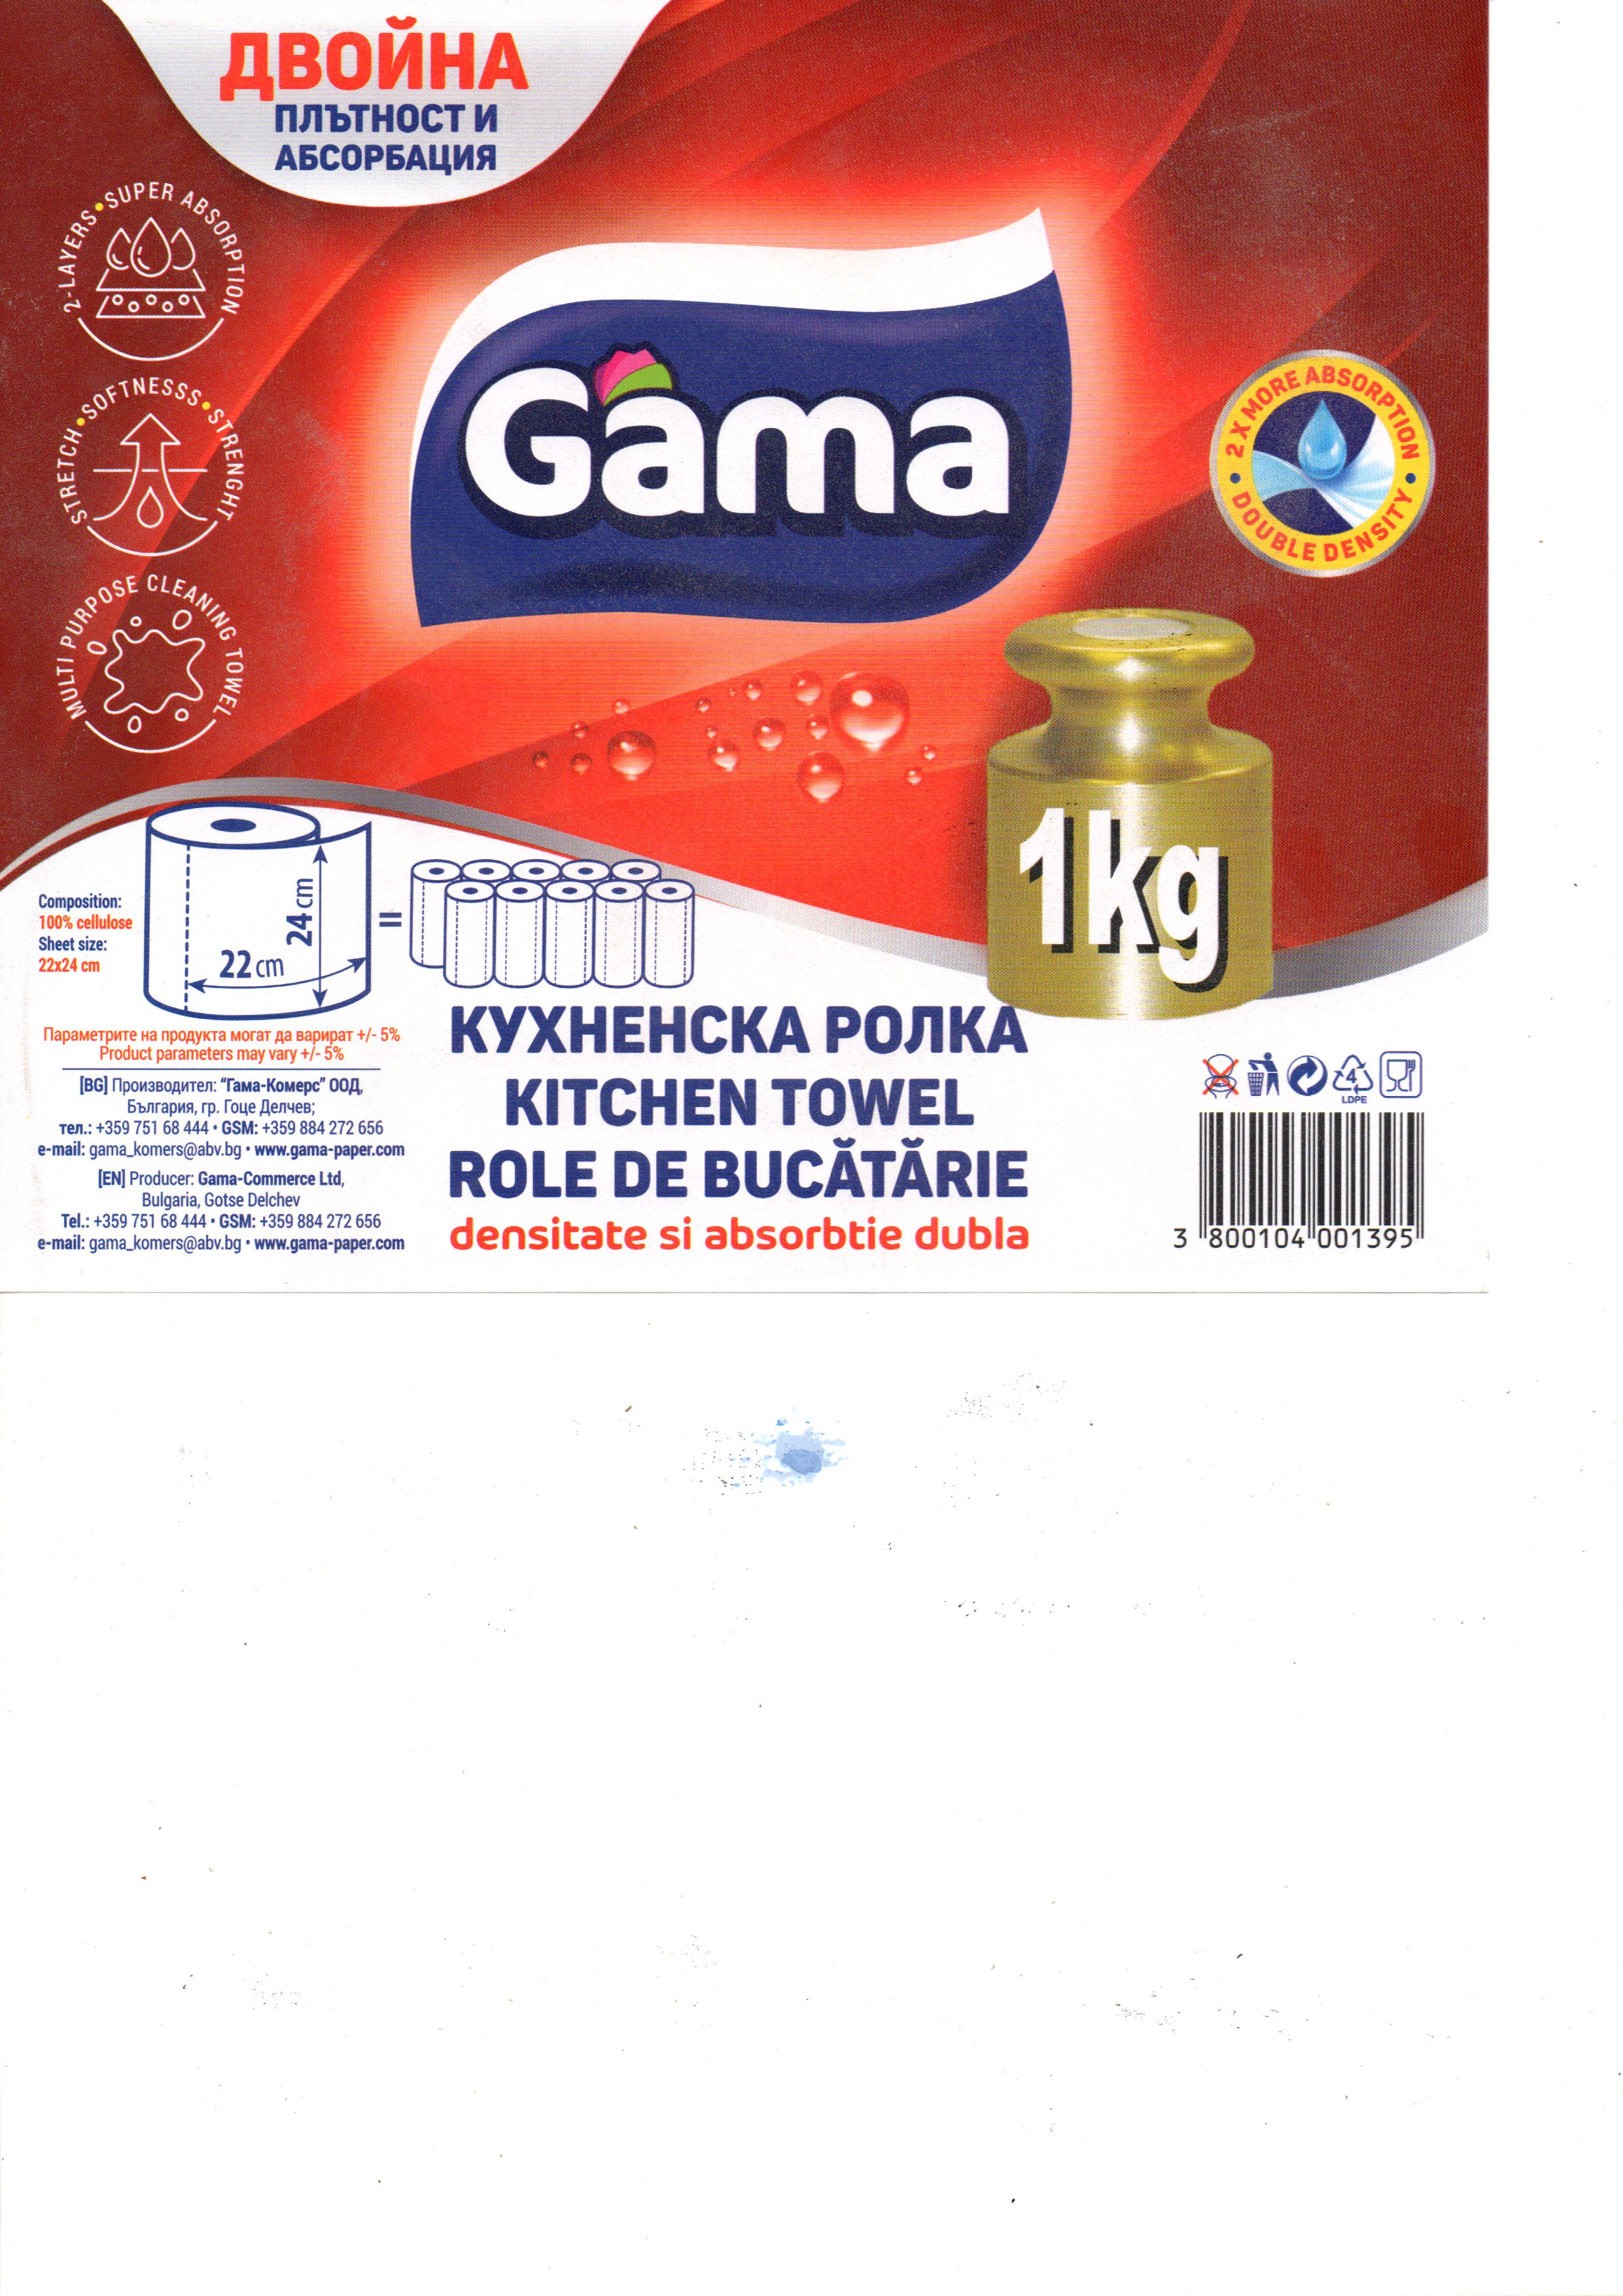 ДВОЙНА
ПЛЪТНОСТ И
АБСОРБАЦИЯ
2-LAYERS • SUPER ABSORPTION
STRETCH • SOFTNESSS • STRENGHT
MULTI PURPOSE CLEANING TOWEL
Gama
2 X MORE ABSORPTION
• DOUBLE DENSITY •
1kg
Composition:
100% cellulose
Sheet size:
22x24 cm
24 cm
22 cm
=
Параметрите на продукта могат да варират +/- 5%
Product parameters may vary +/- 5%
[BG] Производител: "Гама-Комерс" ООД,
България, гр. Гоце Делчев;
тел.: +359 751 68 444 • GSM: +359 884 272 656
e-mail: gama_komers@abv.bg • www.gama-paper.com
[EN] Producer: Gama-Commerce Ltd,
Bulgaria, Gotse Delchev
Tel.: +359 751 68 444 • GSM: +359 884 272 656
e-mail: gama_komers@abv.bg • www.gama-paper.com
КУХНЕНСКА РОЛКА
KITCHEN TOWEL
ROLE DE BUCĂTĂRIE
densitate si absorbtie dubla
4
LDPE
3 800104 001395